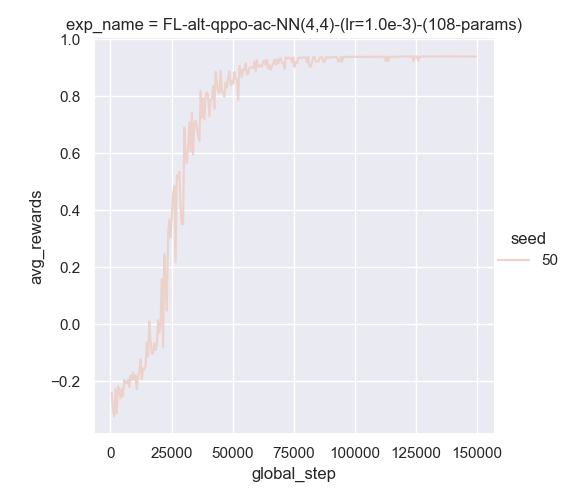 exp_name = FL-alt-qppo-ac-NN(4,4)-(lr=1.0e-3)-(108-params)
1.0
0.8
0.6
0.4
0.2
0.0
−0.2
avg_rewards
seed
50
0 25000 50000 75000 100000 125000 150000
global_step